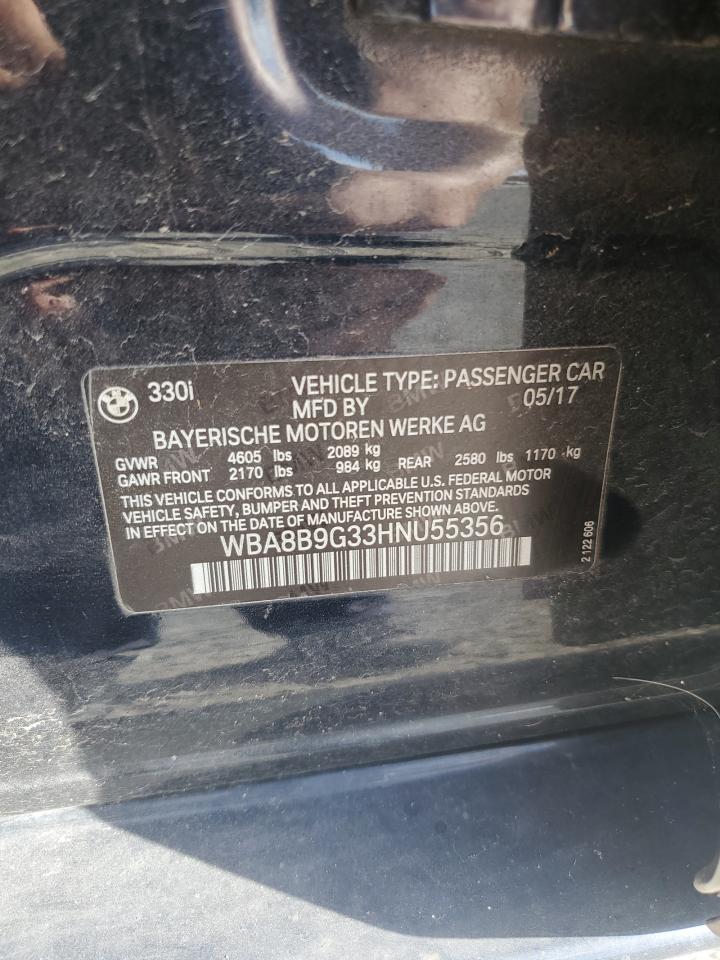 330i VEHICLE TYPE: PASSENGER CAR
MFD BY 05/17
BAYERISCHE MOTOREN WERKE AG
GVWR 4605 lbs 2089 kg
GAWR FRONT 2170 lbs 984 kg REAR 2580 lbs 1170 kg
THIS VEHICLE CONFORMS TO ALL APPLICABLE U.S. FEDERAL MOTOR
VEHICLE SAFETY, BUMPER AND THEFT PREVENTION STANDARDS
IN EFFECT ON THE DATE OF MANUFACTURE SHOWN ABOVE.
WBA8B9G33HNU55356
2 122 606